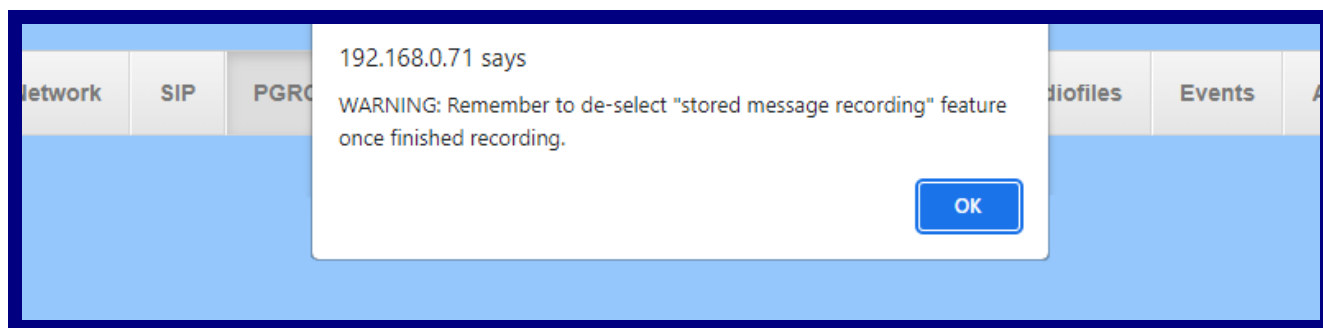 192.168.0.71 says
WARNING: Remember to de-select "stored message recording" feature
once finished recording.
OK
SIP
Events